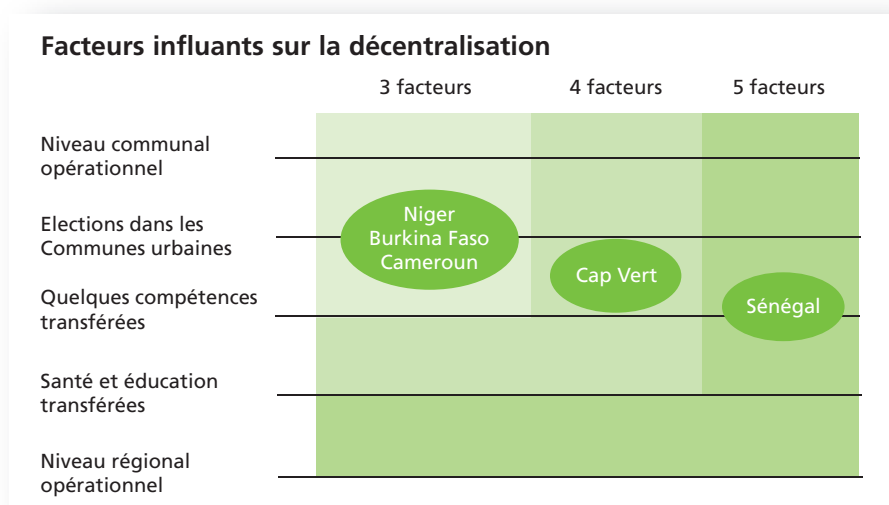 Facteurs influants sur la décentralisation
3 facteurs
4 facteurs
5 facteurs
Niveau communal
opérationnel
Elections dans les
Communes urbaines
Quelques compétences
transférées
Santé et éducation
transférées
Niveau régional
opérationnel
Niger
Burkina Faso
Cameroun
Cap Vert
Sénégal